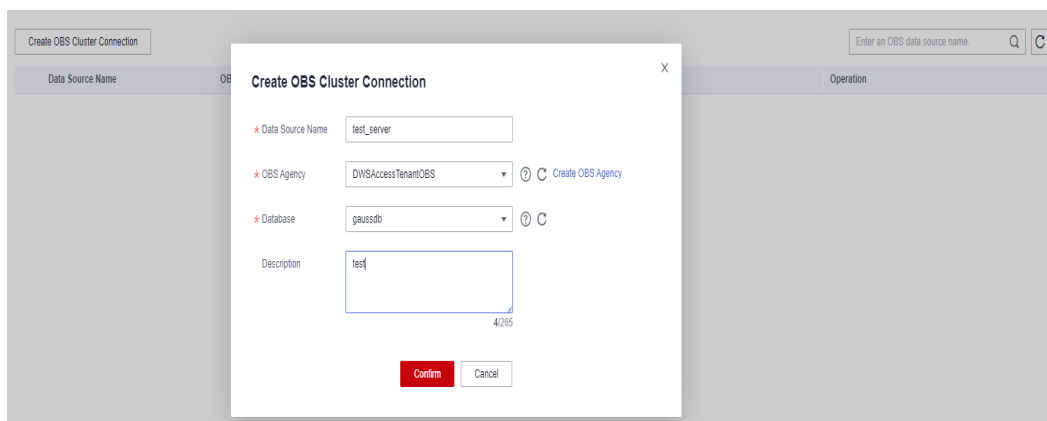 Create OBS Cluster Connection
Enter an OBS data source name.
Data Source Name
OB
Operation
Create OBS Cluster Connection
X
* Data Source Name test_server
* OBS Agency DWSAccessTenantOBS ? Create OBS Agency
* Database gaussdb ?
Description test
4/265
Confirm Cancel